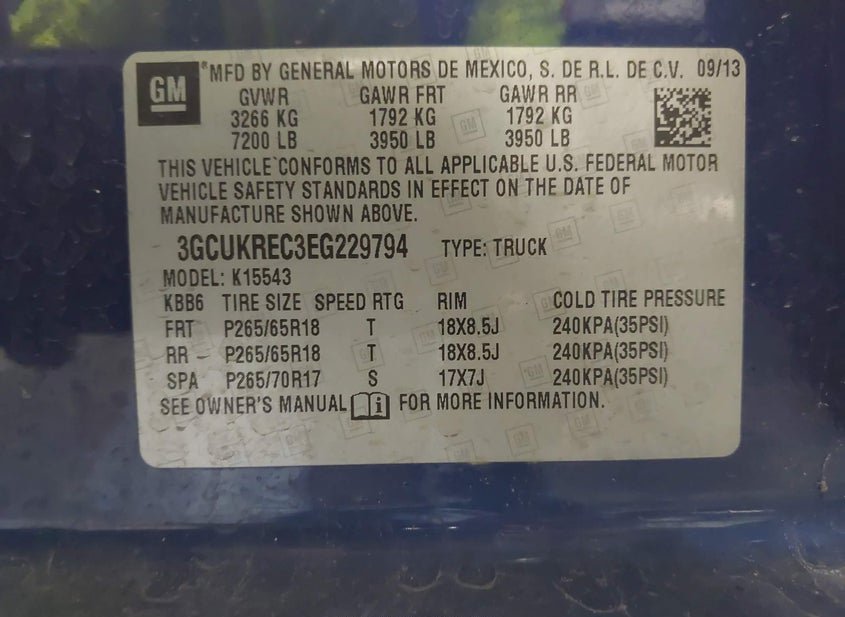 GM
*MFD BY GENERAL MOTORS DE MEXICO, S. DE R.L. DE C.V. 09/13
GVWR GAWR FRT GAWR RR
3266 KG 1792 KG 1792 KG
7200 LB 3950 LB 3950 LB
THIS VEHICLE CONFORMS TO ALL APPLICABLE U.S. FEDERAL MOTOR
VEHICLE SAFETY STANDARDS IN EFFECT ON THE DATE OF
MANUFACTURE SHOWN ABOVE.
3GCUKREC3EG229794 TYPE: TRUCK
MODEL: K15543
KBB6 TIRE SIZE SPEED RTG RIM COLD TIRE PRESSURE
FRT P265/65R18 T 18X8.5J 240KPA(35PSI)
RR P265/65R18 T 18X8.5J 240KPA(35PSI)
SPA P265/70R17 S 17X7J 240KPA(35PSI)
SEE OWNER'S MANUAL FOR MORE INFORMATION.